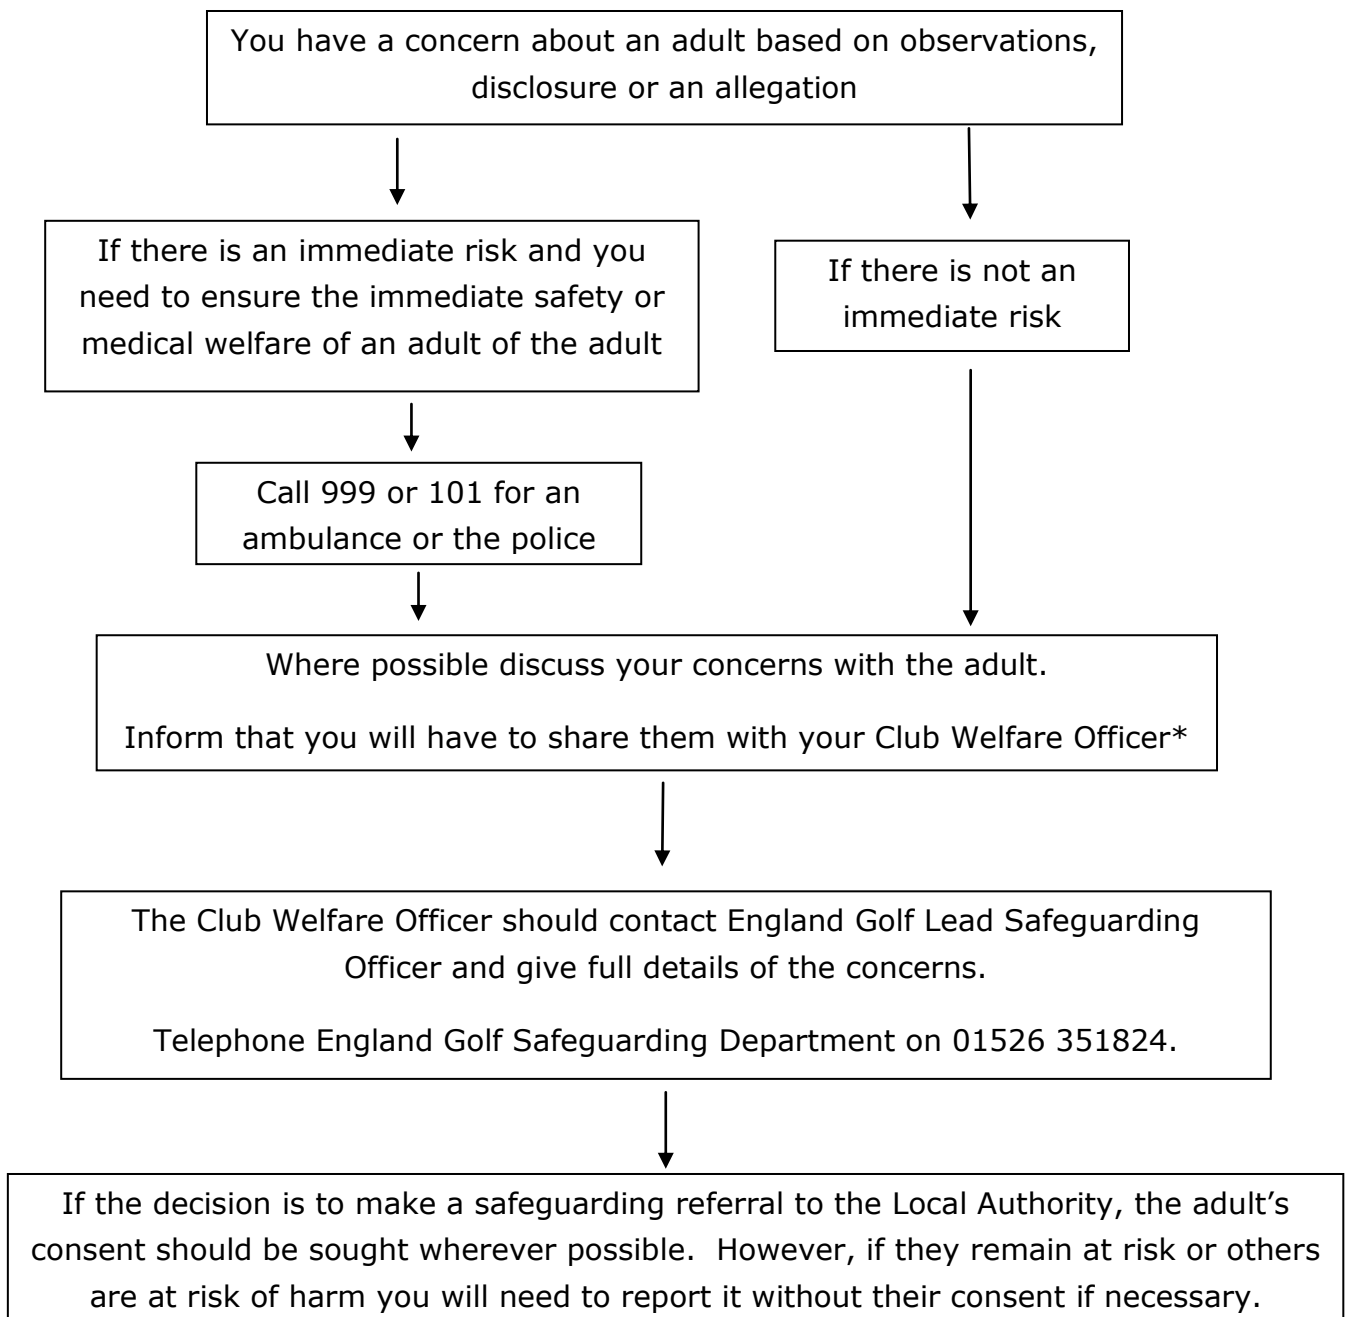 You have a concern about an adult based on observations,
disclosure or an allegation
If there is an immediate risk and you
need to ensure the immediate safety or
medical welfare of an adult of the adult
If there is not an
immediate risk
Call 999 or 101 for an
ambulance or the police
Where possible discuss your concerns with the adult.
Inform that you will have to share them with your Club Welfare Officer*
The Club Welfare Officer should contact England Golf Lead Safeguarding
Officer and give full details of the concerns.
Telephone England Golf Safeguarding Department on 01526 351824.
If the decision is to make a safeguarding referral to the Local Authority, the adult’s
consent should be sought wherever possible.  However, if they remain at risk or others
are at risk of harm you will need to report it without their consent if necessary.